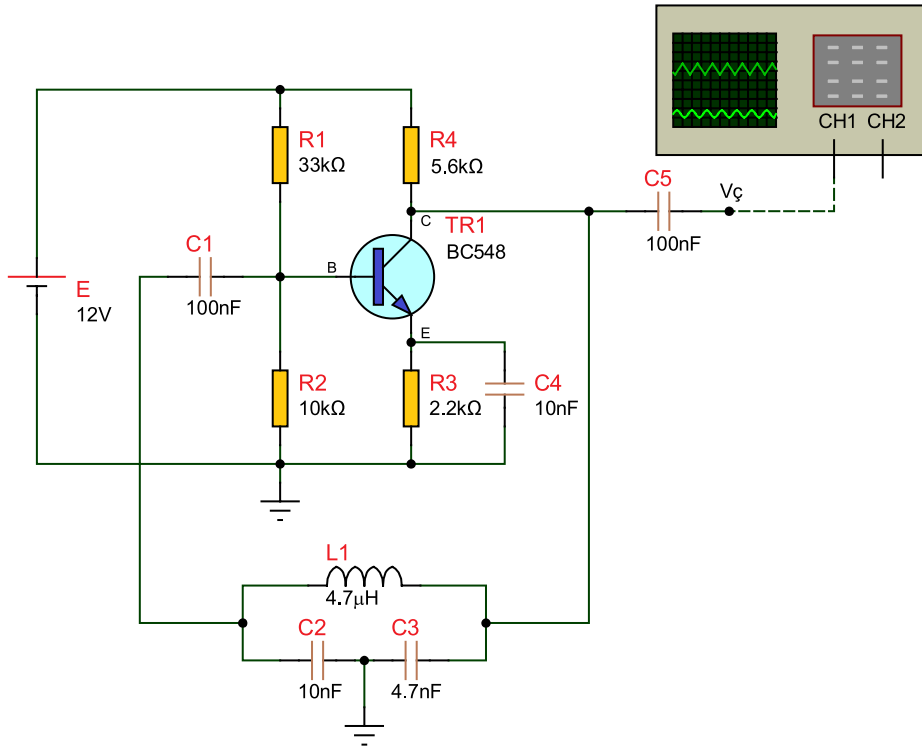 CH1 CH2
R1
33kΩ
R4
5.6kΩ
C5
100nF
Vç
C
TR1
BC548
C1
100nF
B
E
12V
E
R2
10kΩ
R3
2.2kΩ
C4
10nF
L1
4.7µH
C2
10nF
C3
4.7nF